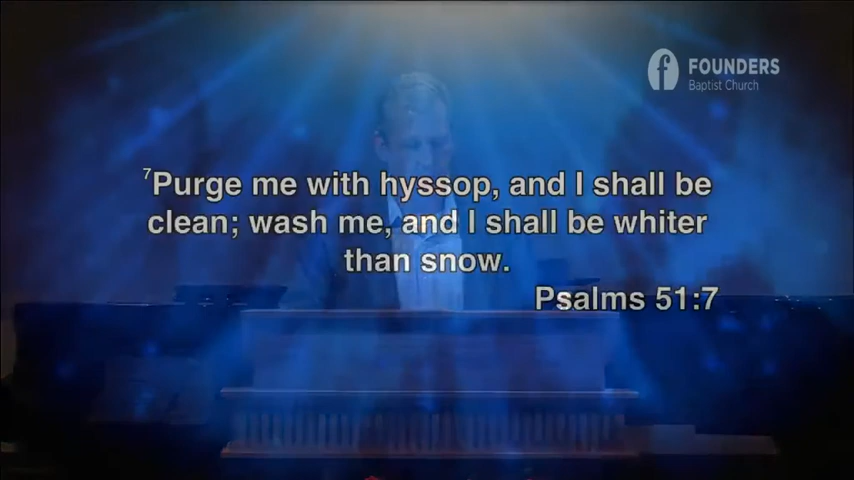 FOUNDERS
Baptist Church
7Purge me with hyssop, and I shall be
clean; wash me, and I shall be whiter
than snow.
Psalms 51:7